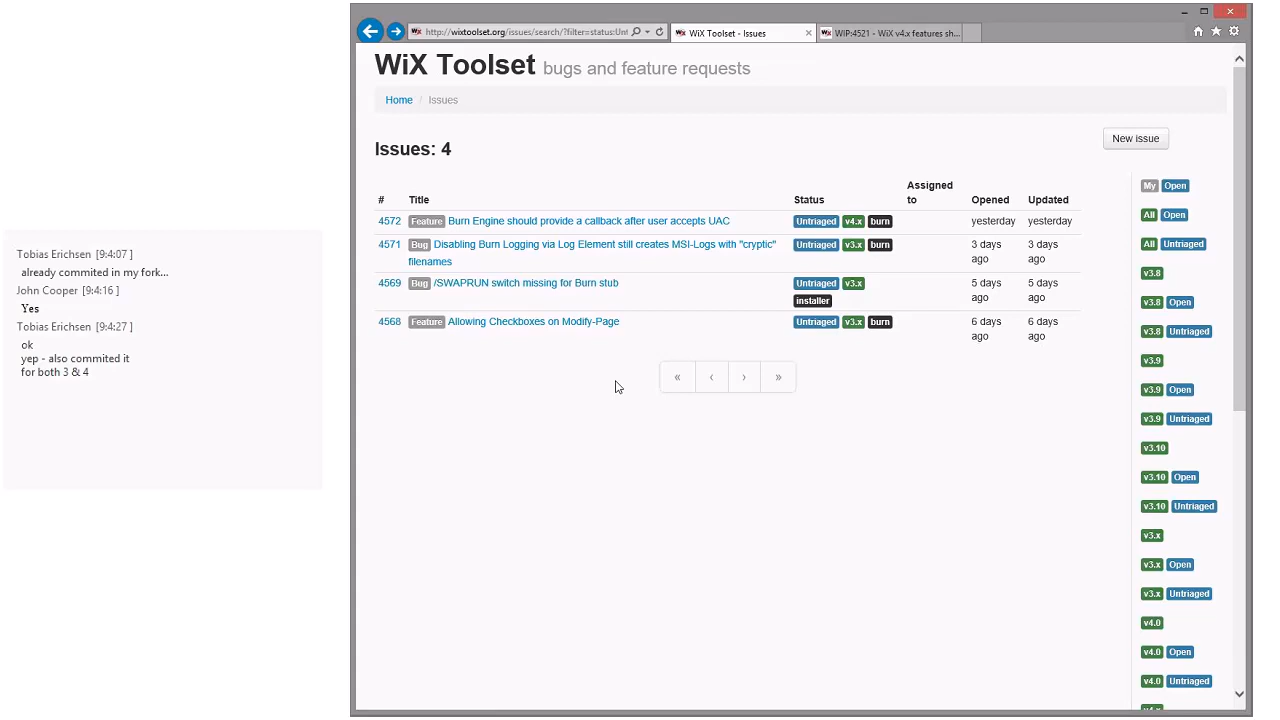 Tobias Erichsen [9:4:07 ]
already commited in my fork...
John Cooper [9:4:16 ]
Yes
Tobias Erichsen [9:4:27 ]
ok
yep - also commited it
for both 3 & 4
http://wixtoolset.org/issues/search/?filter=status:Unt
WiX Toolset - Issues
WIP:4521 - WiX v4.x features sh...
WiX Toolset bugs and feature requests
Home / Issues
Issues: 4
New issue
# Title Status Assigned to Opened Updated
4572 Feature Burn Engine should provide a callback after user accepts UAC Untriaged v4.x burn yesterday yesterday
4571 Bug Disabling Burn Logging via Log Element still creates MSI-Logs with "cryptic" Untriaged v3.x burn 3 days 3 days
filenames ago ago
4569 Bug /SWAPRUN switch missing for Burn stub Untriaged v3.x 5 days 5 days
installer ago ago
4568 Feature Allowing Checkboxes on Modify-Page Untriaged v3.x burn 6 days 6 days
ago ago
« ‹ › »
My Open
All Open
All Untriaged
v3.8
v3.8 Open
v3.8 Untriaged
v3.9
v3.9 Open
v3.9 Untriaged
v3.10
v3.10 Open
v3.10 Untriaged
v3.x
v3.x Open
v3.x Untriaged
v4.0
v4.0 Open
v4.0 Untriaged